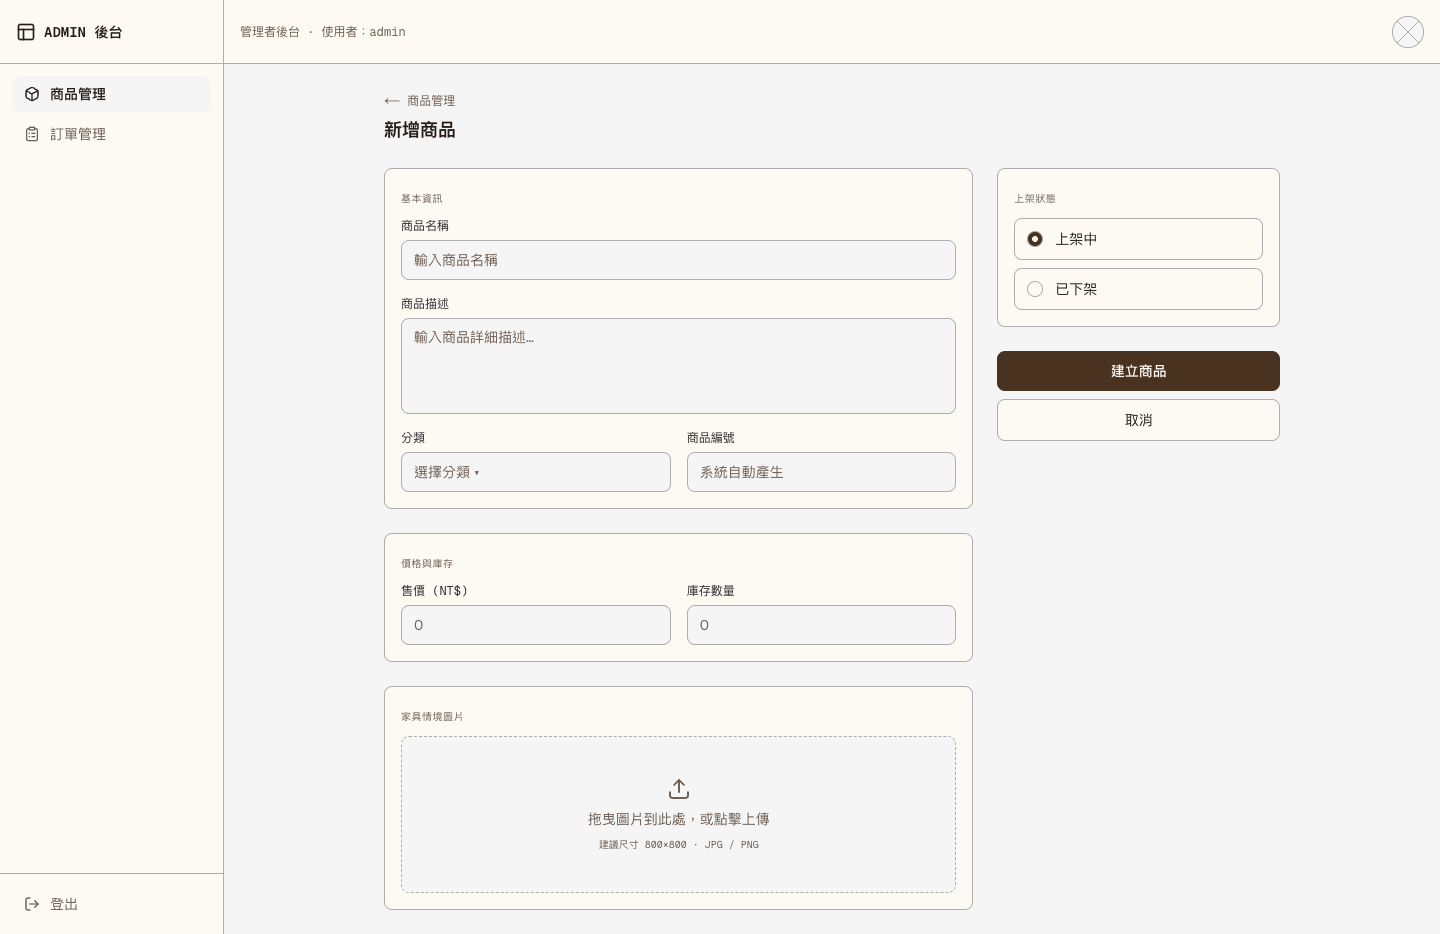 ADMIN 後台
管理者後台 · 使用者：admin
商品管理
訂單管理
登出
← 商品管理
新增商品
基本資訊
商品名稱
輸入商品名稱
商品描述
輸入商品詳細描述…
分類
商品編號
選擇分類 ▾
系統自動產生
價格與庫存
售價 (NT$)
庫存數量
0
0
家具情境圖片
拖曳圖片到此處，或點擊上傳
建議尺寸 800×800 · JPG / PNG
上架狀態
上架中
已下架
建立商品
取消